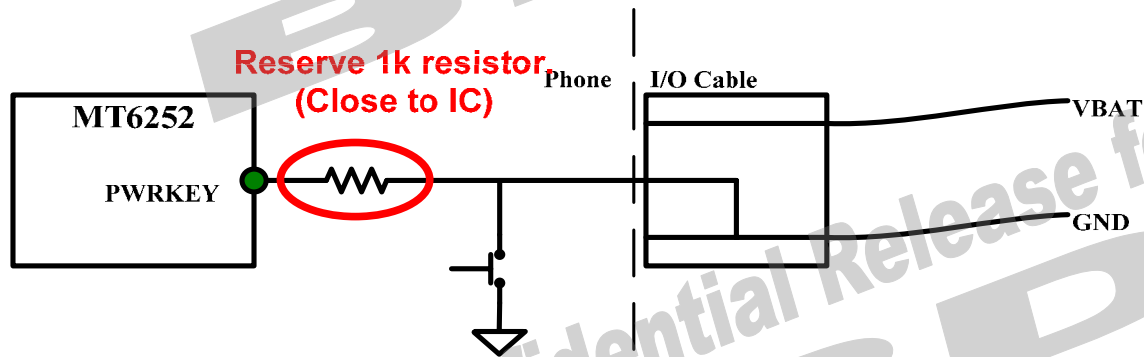 Reserve 1k resistor.
(Close to IC)
Phone
I/O Cable
MT6252
PWRKEY
VBAT
GND